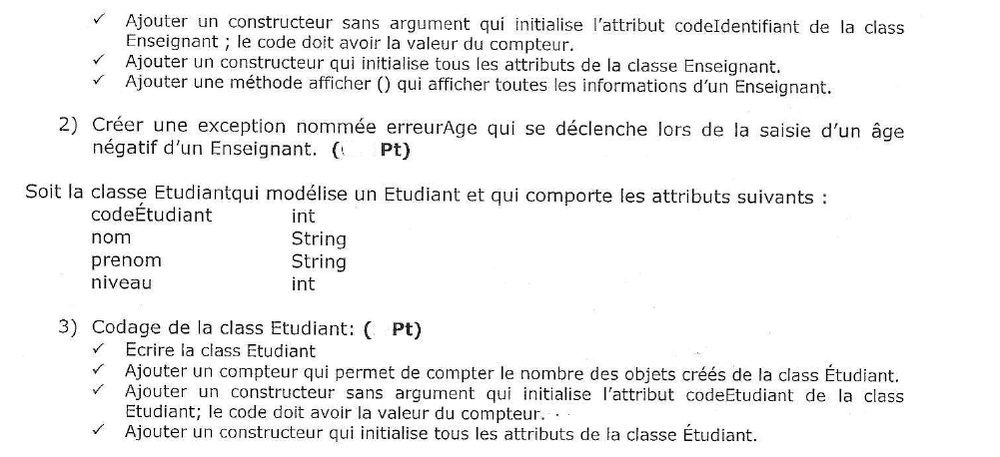 ✓ Ajouter un constructeur sans argument qui initialise l'attribut codeIdentifiant de la class
Enseignant ; le code doit avoir la valeur du compteur.
✓ Ajouter un constructeur qui initialise tous les attributs de la classe Enseignant.
✓ Ajouter une méthode afficher () qui afficher toutes les informations d'un Enseignant.
2) Créer une exception nommée erreurAge qui se déclenche lors de la saisie d'un âge
négatif d'un Enseignant. ( Pt)
Soit la classe Etudiantqui modélise un Etudiant et qui comporte les attributs suivants :
codeÉtudiant int
nom String
prenom String
niveau int
3) Codage de la class Etudiant: ( Pt)
✓ Ecrire la class Etudiant
✓ Ajouter un compteur qui permet de compter le nombre des objets créés de la class Étudiant.
✓ Ajouter un constructeur sans argument qui initialise l'attribut codeEtudiant de la class
Etudiant; le code doit avoir la valeur du compteur.
✓ Ajouter un constructeur qui initialise tous les attributs de la classe Étudiant.